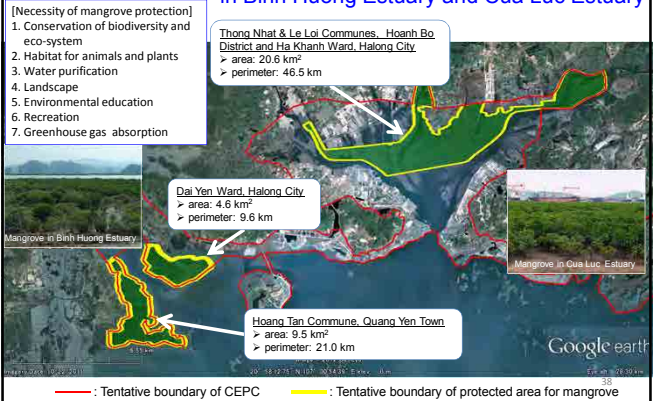 in Binh Huong Estuary and Cua Luc Estuary
[Necessity of mangrove protection]
1. Conservation of biodiversity and
eco-system
2. Habitat for animals and plants
3. Water purification
4. Landscape
5. Environmental education
6. Recreation
7. Greenhouse gas absorption
Thong Nhat & Le Loi Communes, Hoanh Bo
District and Ha Khanh Ward, Halong City
➢ area: 20.6 km²
➢ perimeter: 46.5 km
Dai Yen Ward, Halong City
➢ area: 4.6 km²
➢ perimeter: 9.6 km
Mangrove in Binh Huong Estuary
Mangrove in Cua Luc Estuary
Hoang Tan Commune, Quang Yen Town
➢ area: 9.5 km²
➢ perimeter: 21.0 km
Google earth
38
: Tentative boundary of CEPC
: Tentative boundary of protected area for mangrove